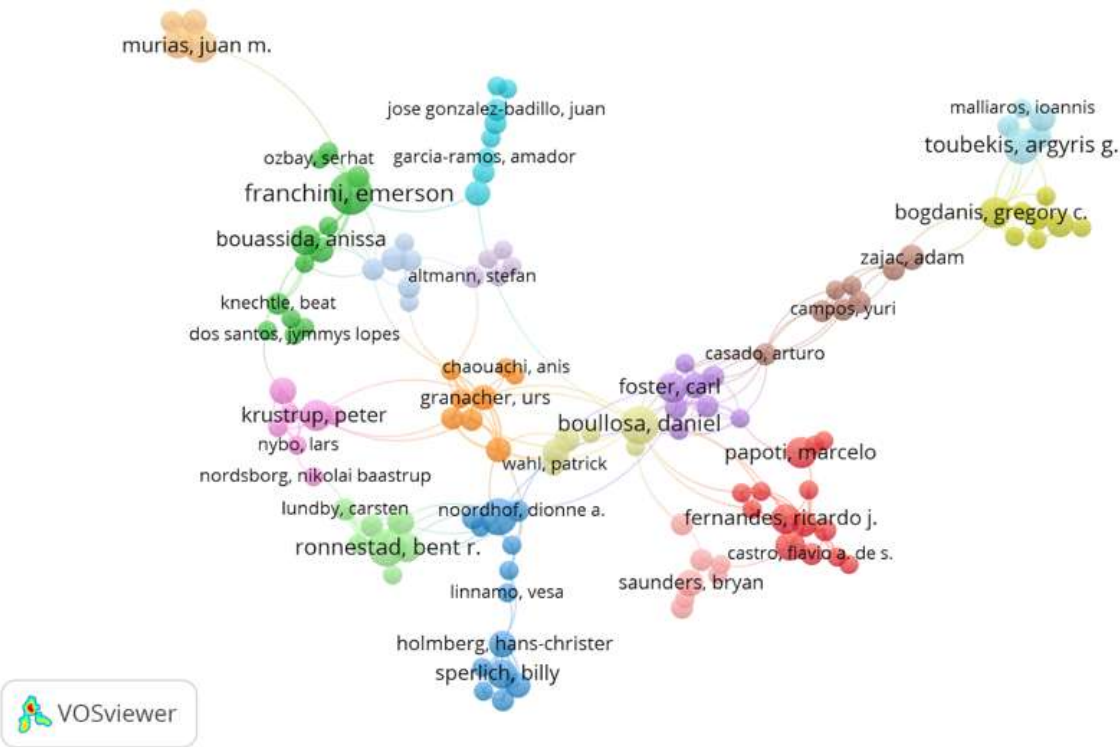 murias, juan m.
jose gonzalez-badillo, juan
malliaros, ioannis
toubekis, argyris g.
ozbay, serhat
garcia-ramos, amador
franchini, emerson
bogdanis, gregory c.
bouassida, anissa
zajac, adam
altmann, stefan
knechtle, beat
campos, yuri
dos santos, jymmys lopes
casado, arturo
chaouachi, anis
foster, carl
granacher, urs
krustrup, peter
boullosa, daniel
nybo, lars
papoti, marcelo
wahl, patrick
nordsborg, nikolai baastrup
lundby, carsten
noordhof, dionne a.
fernandes, ricardo j.
ronnestad, bent r.
castro, flavio a. de s.
saunders, bryan
linnamo, vesa
holmberg, hans-christer
sperlich, billy
VOSviewer